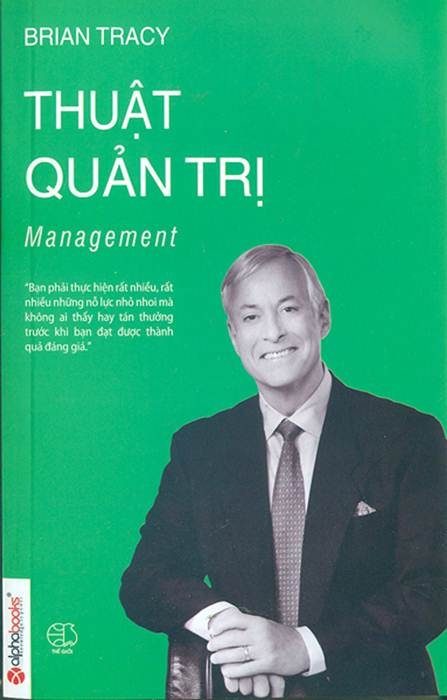 BRIAN TRACY
THUẬT
QUẢN TRỊ
Management
“Bạn phải thực hiện rất nhiều, rất
nhiều những nỗ lực nhỏ nhoi mà
không ai thấy hay tán thưởng
trước khi bạn đạt được thành
quả đáng giá.”
alphabooks®
THẾ GIỚI